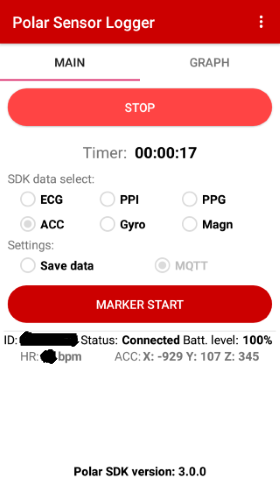 Polar Sensor Logger
MAIN GRAPH
STOP
Timer: 00:00:17
SDK data select:
ECG PPI PPG
ACC Gyro Magn
Settings:
Save data MQTT
MARKER START
ID: Status: Connected Batt. level: 100%
HR: bpm ACC: X: -929 Y: 107 Z: 345
Polar SDK version: 3.0.0